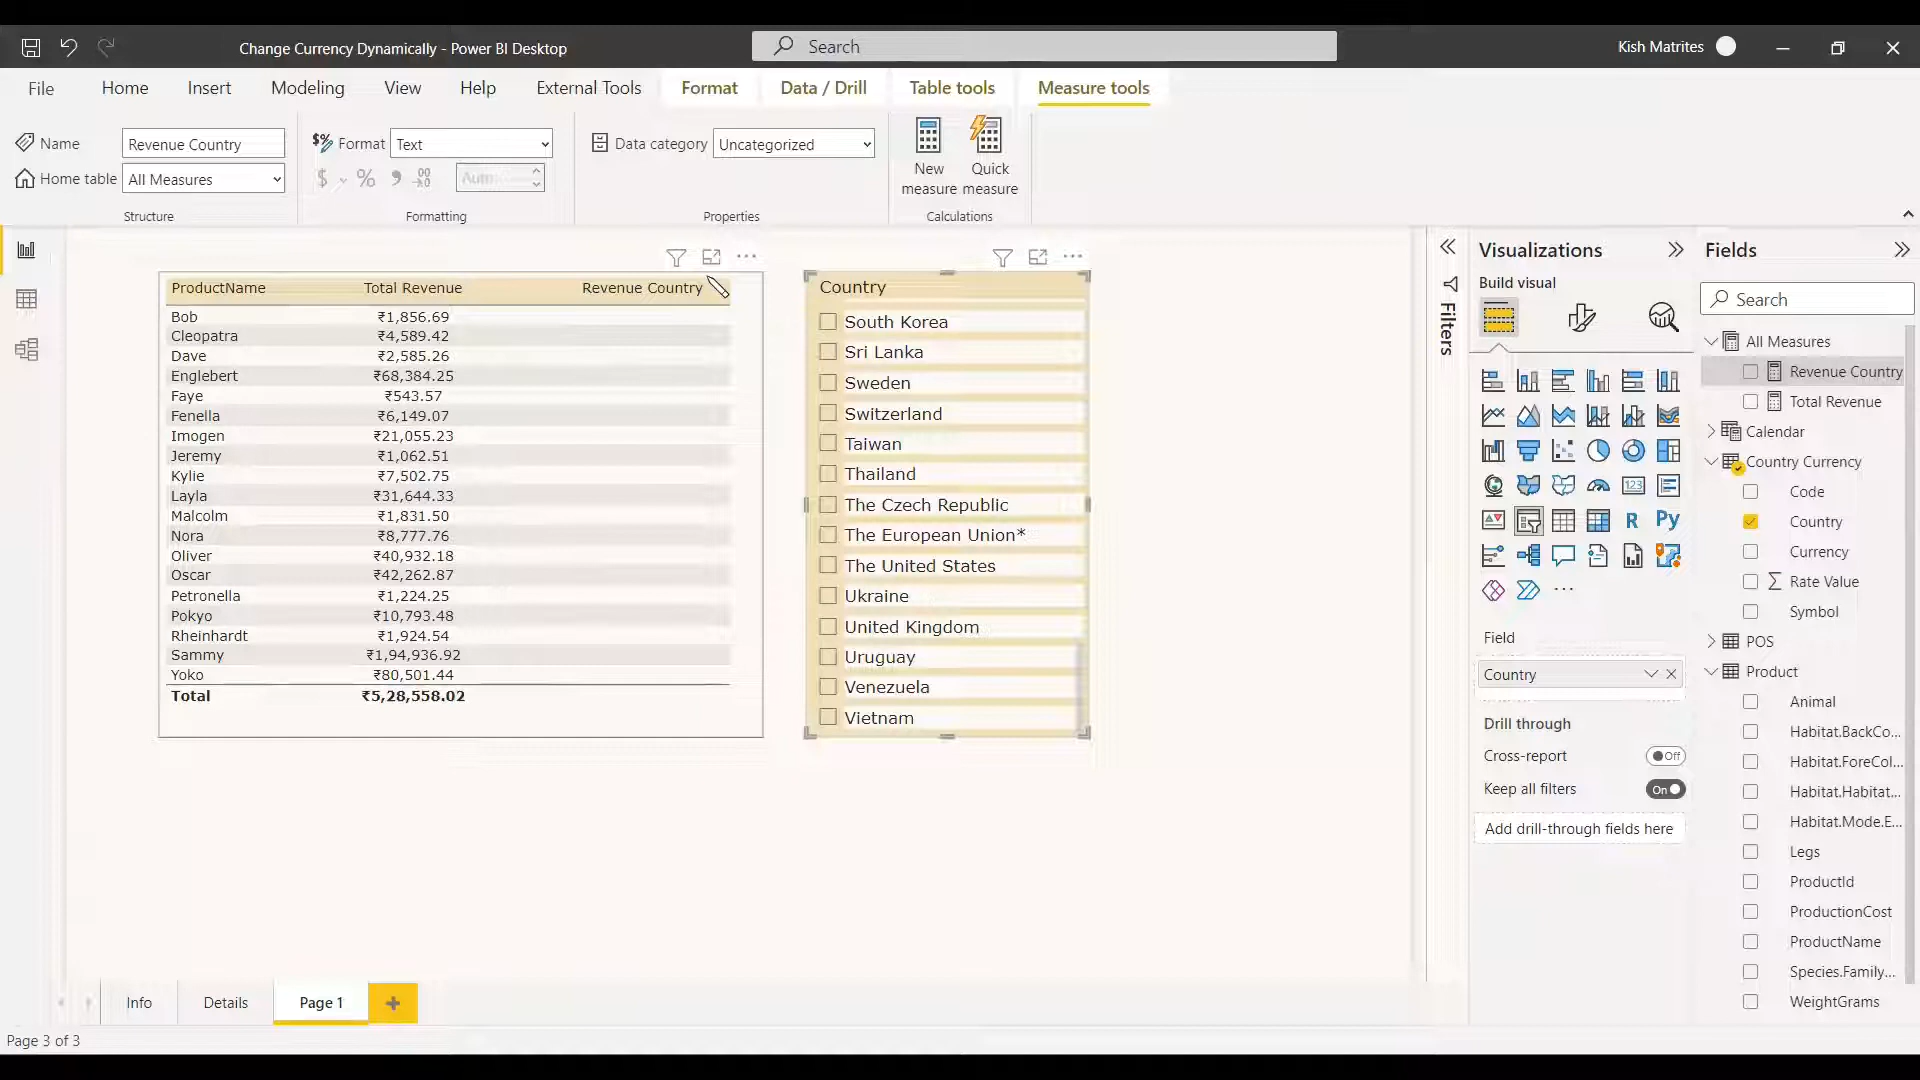 Change Currency Dynamically - Power BI Desktop
Search
Kish Matrites
File
Home
Insert
Modeling
View
Help
External Tools
Format
Data / Drill
Table tools
Measure tools
Name
Revenue Country
Home table
All Measures
Structure
Format
Text
$
%
Auto
Formatting
Data category
Uncategorized
Properties
New measure
Quick measure
Calculations
ProductName Total Revenue Revenue Country
Bob ₹1,856.69
Cleopatra ₹4,589.42
Dave ₹2,585.26
Englebert ₹68,384.25
Faye ₹543.57
Fenella ₹6,149.07
Imogen ₹21,055.23
Jeremy ₹1,062.51
Kylie ₹7,502.75
Layla ₹31,644.33
Malcolm ₹1,831.50
Nora ₹8,777.76
Oliver ₹40,932.18
Oscar ₹42,262.87
Petronella ₹1,224.25
Pokyo ₹10,793.48
Rheinhardt ₹1,924.54
Sammy ₹1,94,936.92
Yoko ₹80,501.44
Total ₹5,28,558.02
Country
South Korea
Sri Lanka
Sweden
Switzerland
Taiwan
Thailand
The Czech Republic
The European Union*
The United States
Ukraine
United Kingdom
Uruguay
Venezuela
Vietnam
Filters
Visualizations
Build visual
123
R
Py
Field
Country
Drill through
Cross-report
Off
Keep all filters
On
Add drill-through fields here
Fields
Search
All Measures
Revenue Country
Total Revenue
Calendar
Country Currency
Code
Country
Currency
Rate Value
Symbol
POS
Product
Animal
Habitat.BackCo...
Habitat.ForeCol...
Habitat.Habitat...
Habitat.Mode.E...
Legs
ProductId
ProductionCost
ProductName
Species.Family...
WeightGrams
Info
Details
Page 1
Page 3 of 3